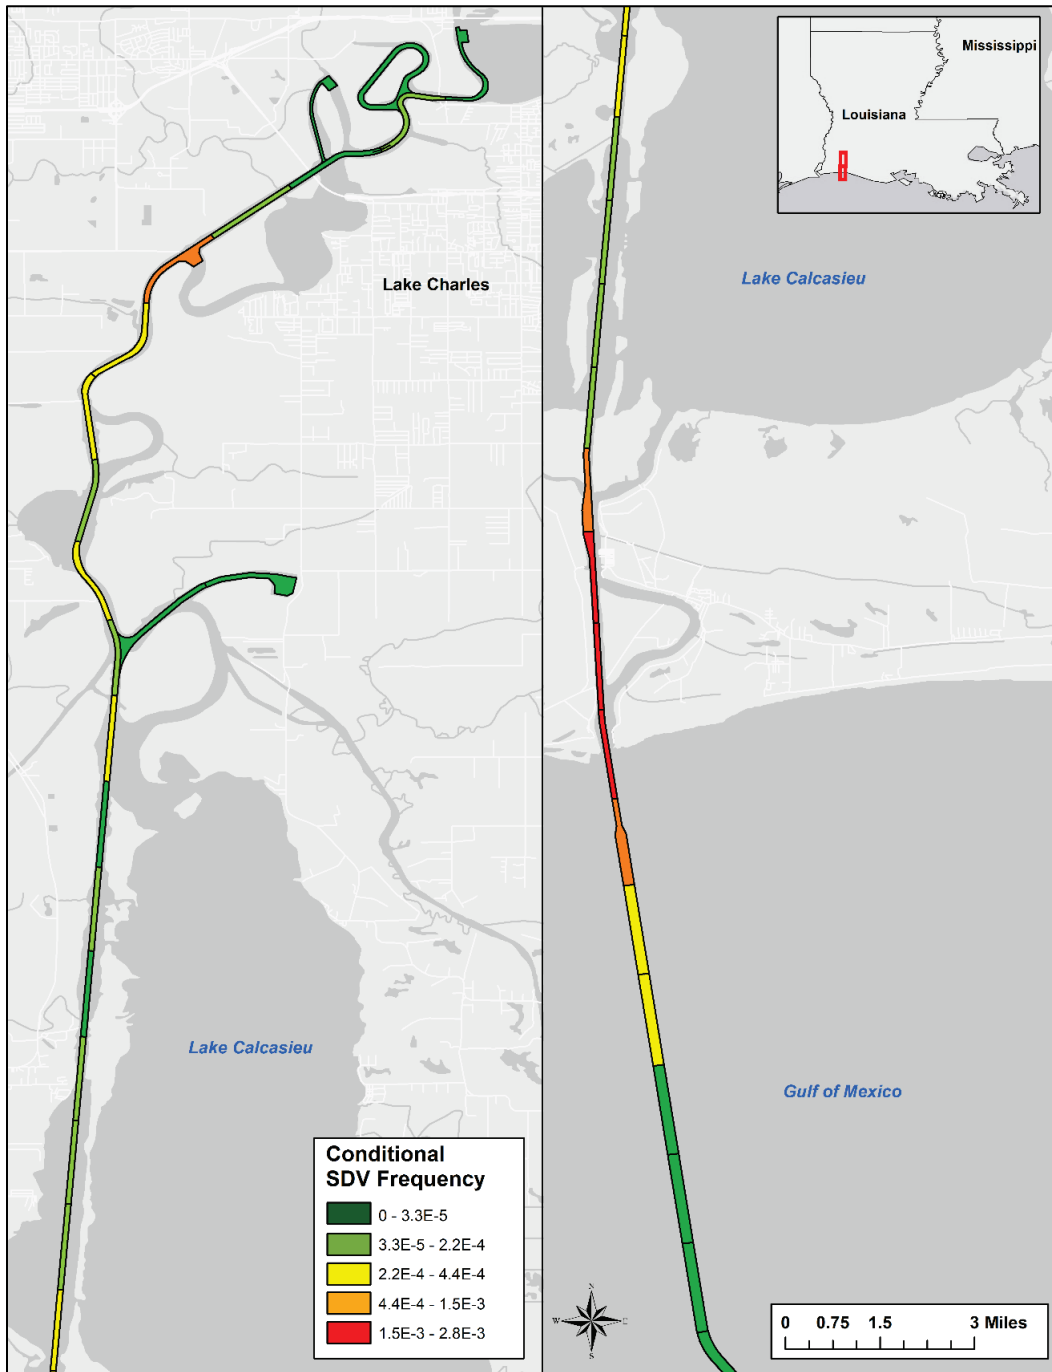 Mississippi
Louisiana
Lake Charles
Lake Calcasieu
Lake Calcasieu
Gulf of Mexico
Conditional
SDV Frequency
0 - 3.3E-5
3.3E-5 - 2.2E-4
2.2E-4 - 4.4E-4
4.4E-4 - 1.5E-3
1.5E-3 - 2.8E-3
N
W
E
S
0 0.75 1.5 3 Miles